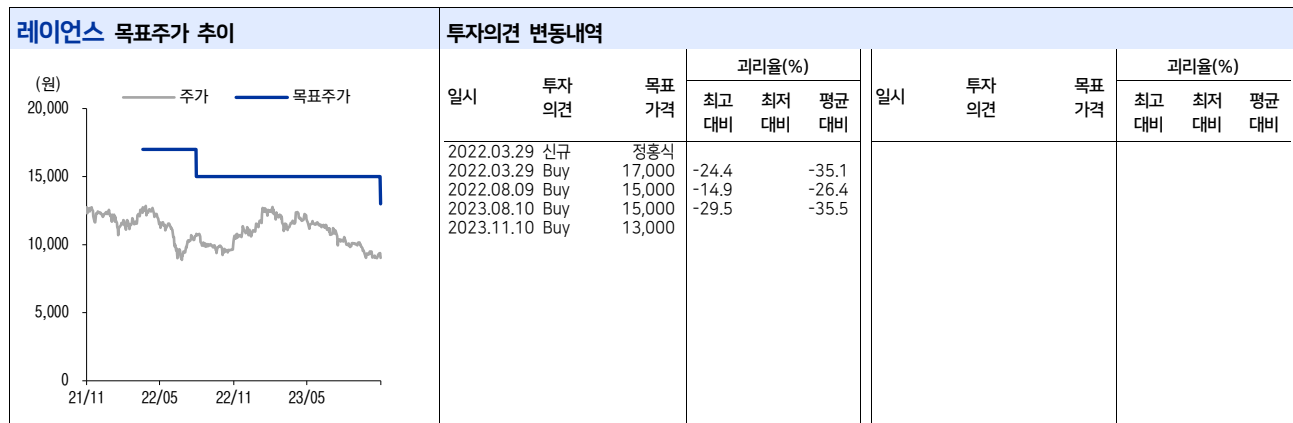 레이언스 목표주가 추이
(원)
주가 목표주가
20,000
15,000
10,000
5,000
0
21/11 22/05 22/11 23/05
투자의견 변동내역
일시 투자의견 목표가격 괴리율(%) 최고대비 최저대비 평균대비
2022.03.29 신규 정홍식
2022.03.29 Buy 17,000 -24.4 -35.1
2022.08.09 Buy 15,000 -14.9 -26.4
2023.08.10 Buy 15,000 -29.5 -35.5
2023.11.10 Buy 13,000
일시 투자의견 목표가격 괴리율(%) 최고대비 최저대비 평균대비